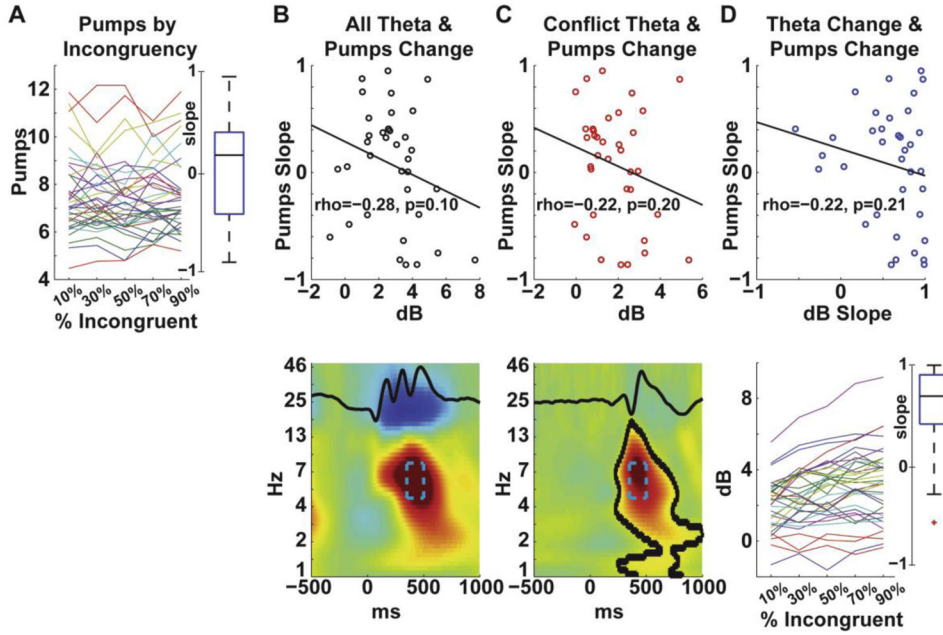 A
Pumps by
Incongruency
Pumps
12
10
8
6
4
10% 30% 50% 70% 90%
% Incongruent
1
slope
0
−1
B
All Theta &
Pumps Change
Pumps Slope
1
0
−1
rho=−0.28, p=0.10
−2 0 2 4 6 8
dB
C
Conflict Theta &
Pumps Change
Pumps Slope
1
0
−1
rho=−0.22, p=0.20
−2 0 2 4 6
dB
D
Theta Change &
Pumps Change
Pumps Slope
1
0
−1
rho=−0.22, p=0.21
−1 0 1
dB Slope
Hz
46
25
13
7
4
2
1
−500 0 500 1000
ms
Hz
46
25
13
7
4
2
1
−500 0 500 1000
ms
dB
8
4
0
10% 30% 50% 70% 90%
% Incongruent
1
slope
0
−1